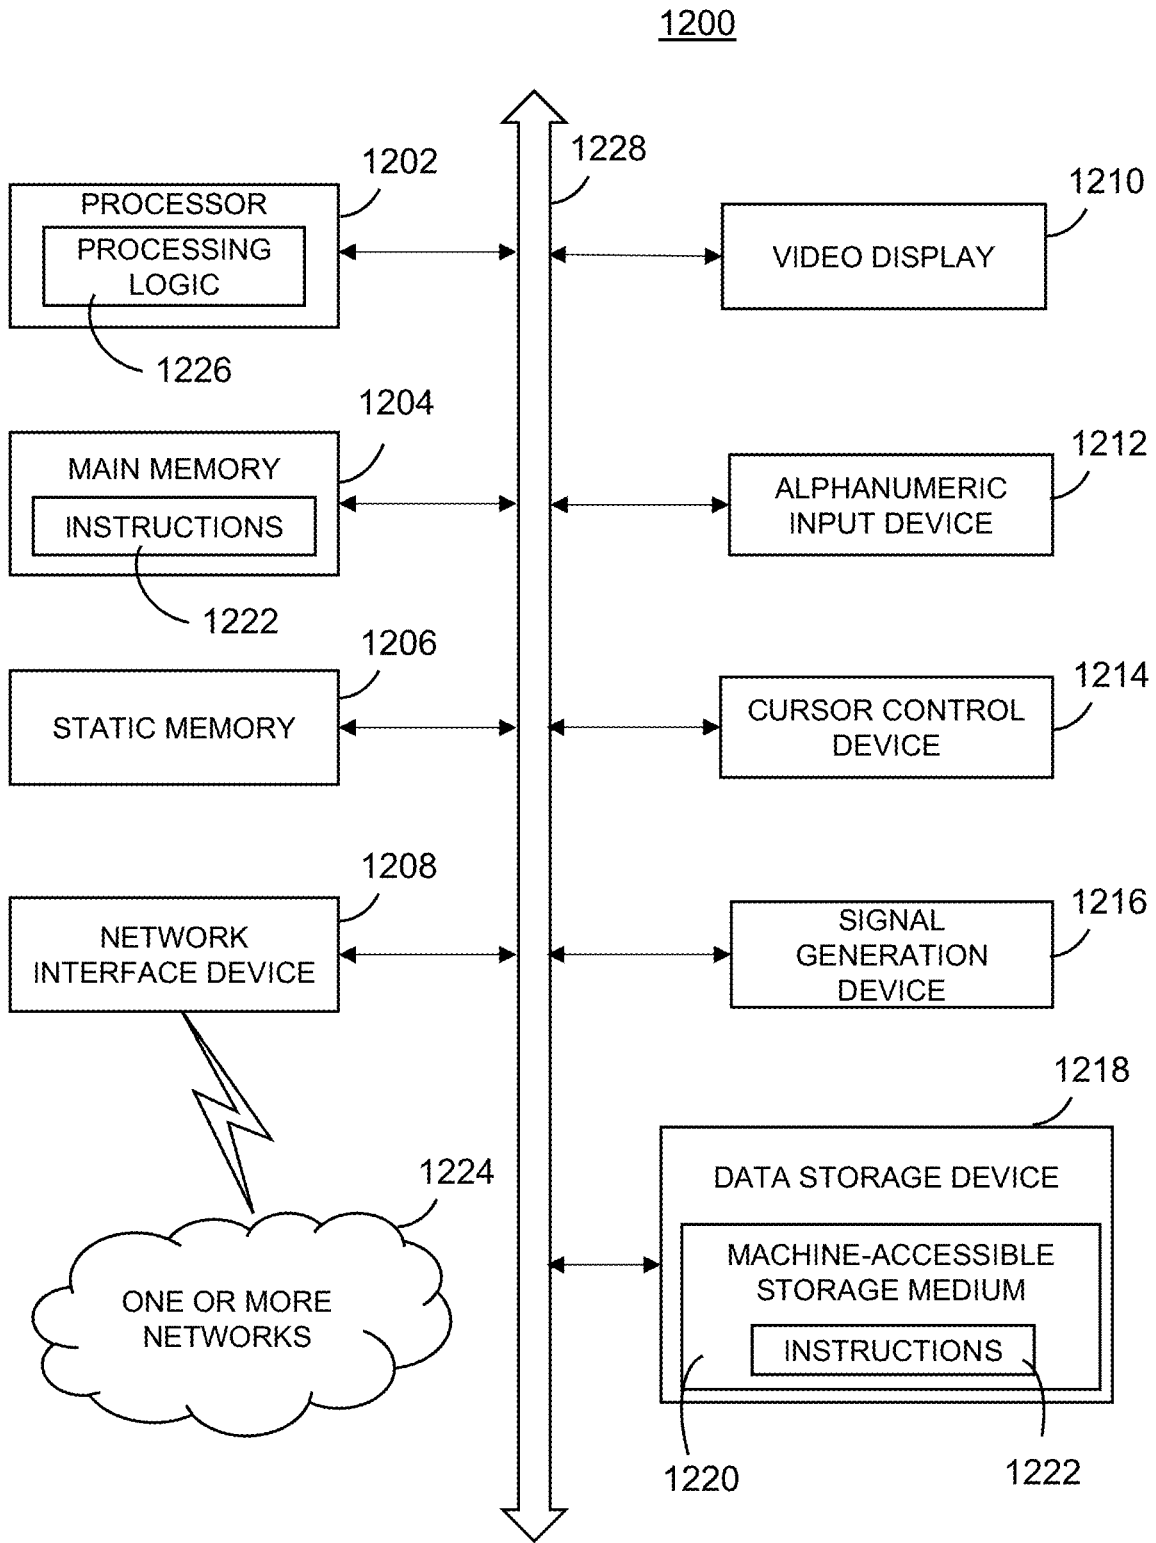 1200
1202
PROCESSOR
PROCESSING
LOGIC
1226
1204
MAIN MEMORY
INSTRUCTIONS
1222
1206
STATIC MEMORY
1208
NETWORK
INTERFACE DEVICE
1224
ONE OR MORE
NETWORKS
1228
1210
VIDEO DISPLAY
1212
ALPHANUMERIC
INPUT DEVICE
1214
CURSOR CONTROL
DEVICE
1216
SIGNAL
GENERATION
DEVICE
1218
DATA STORAGE DEVICE
MACHINE-ACCESSIBLE
STORAGE MEDIUM
INSTRUCTIONS
1220
1222